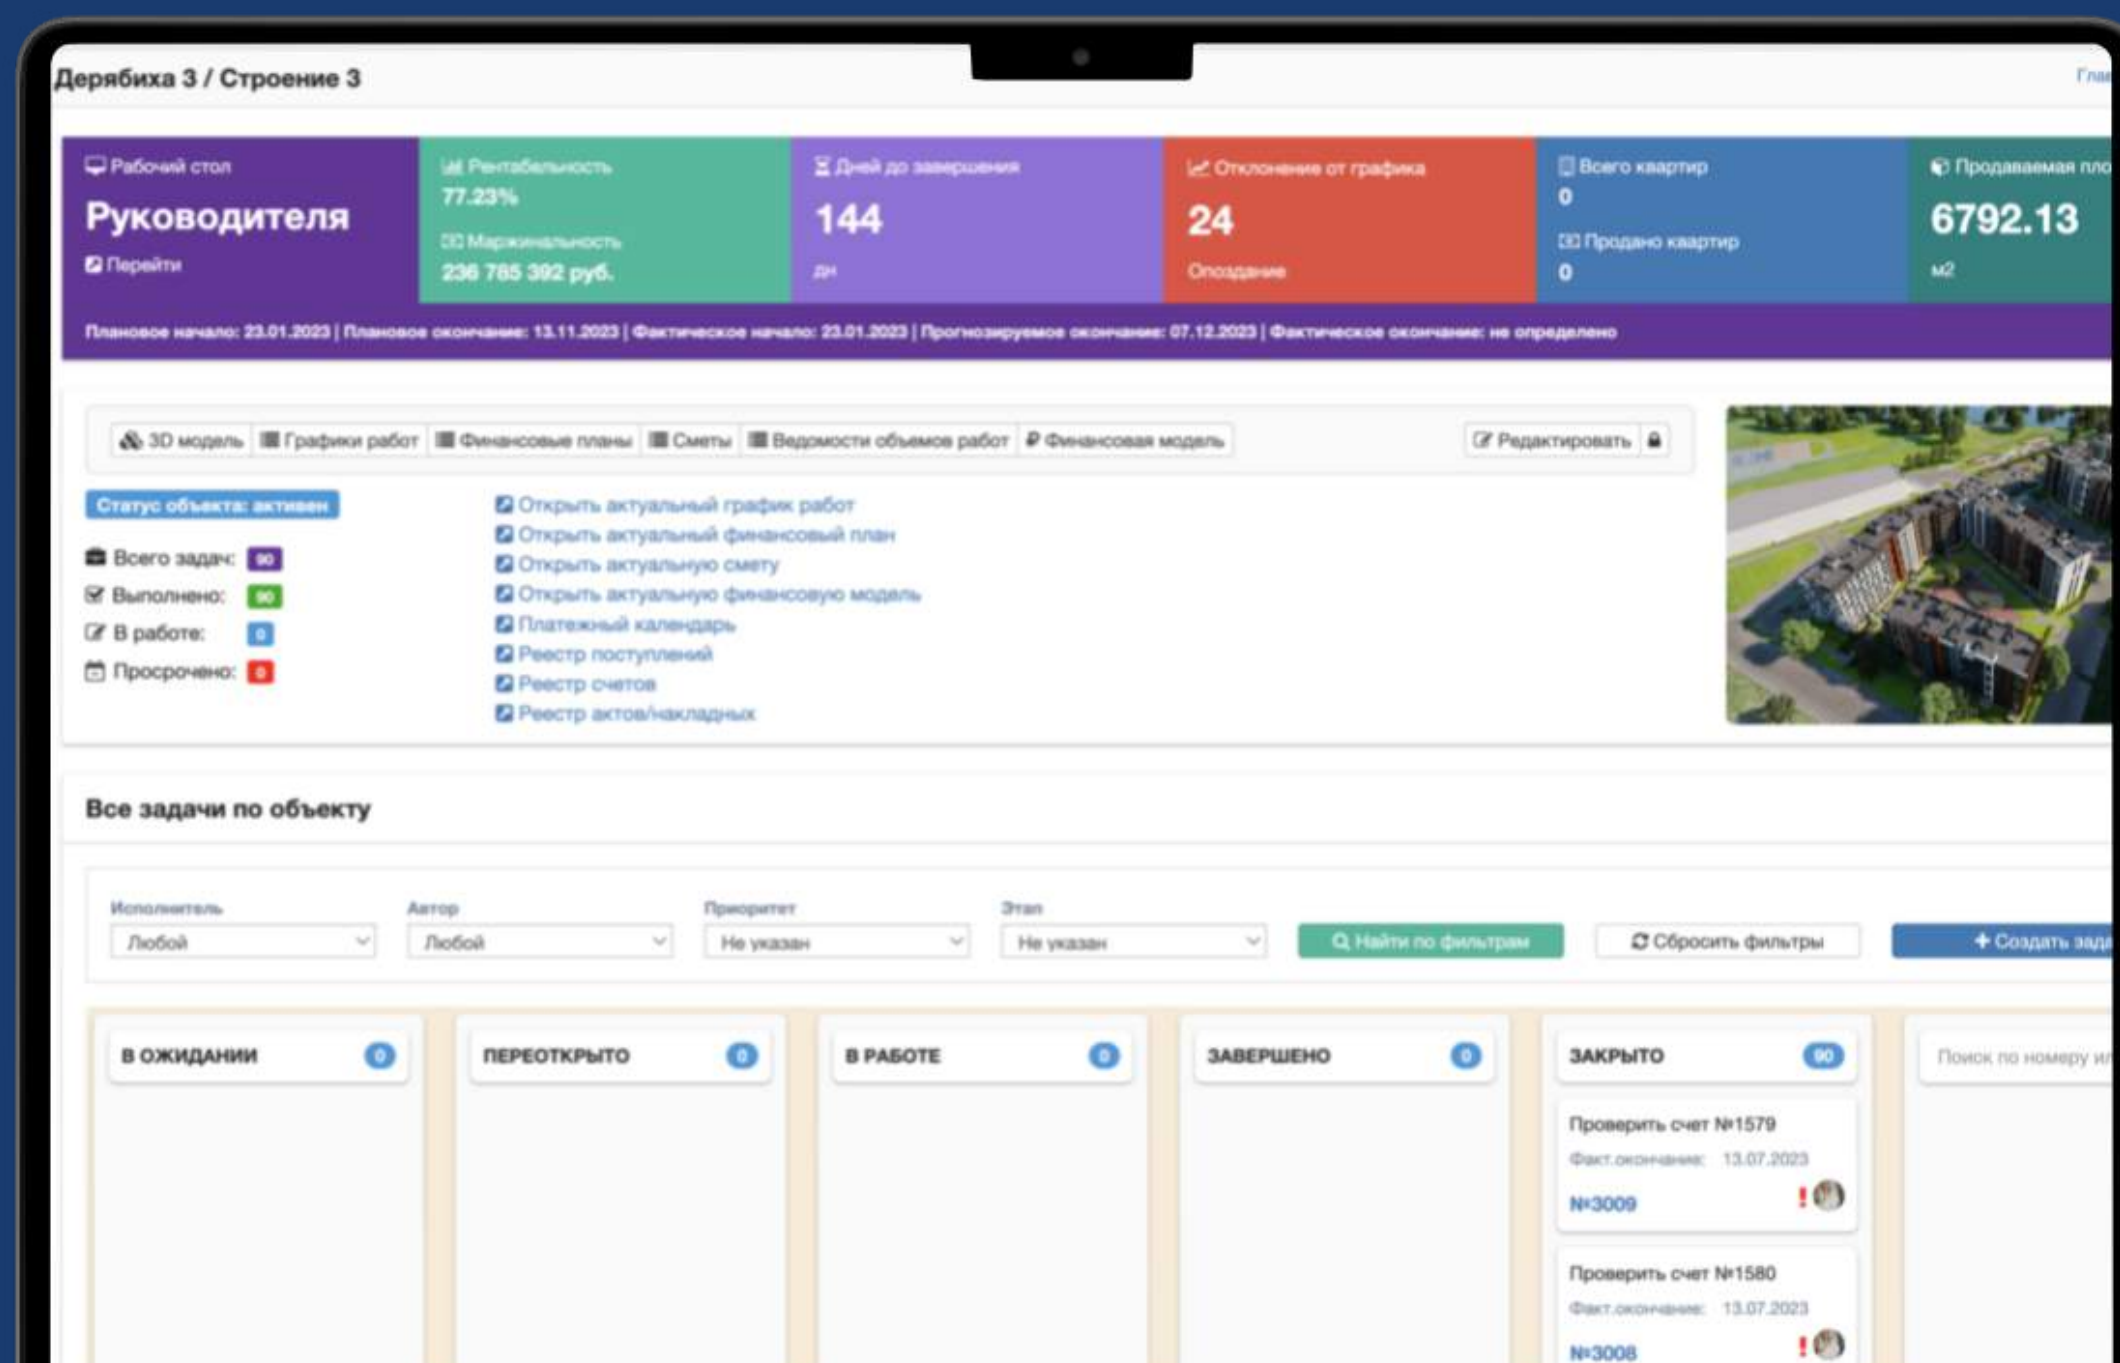 Дерябиха 3 / Строение 3
Рабочий стол
Руководителя
Перейти
Рентабельность
77.23%
Маржинальность
236 785 392 руб.
Дней до завершения
144
дн
Отклонение от графика
24
Опоздание
Всего квартир
0
Продано квартир
0
Продаваемая пло
6792.13
м2
Плановое начало: 23.01.2023 | Плановое окончание: 13.11.2023 | Фактическое начало: 23.01.2023 | Прогнозируемое окончание: 07.12.2023 | Фактическое окончание: не определено
3D модель Графики работ Финансовые планы Сметы Ведомости объемов работ Финансовая модель Редактировать
Статус объекта: активен
Всего задач: 90
Выполнено: 90
В работе: 0
Просрочено: 0
Открыть актуальный график работ
Открыть актуальный финансовый план
Открыть актуальную смету
Открыть актуальную финансовую модель
Платежный календарь
Реестр поступлений
Реестр счетов
Реестр актов/накладных
Все задачи по объекту
Исполнитель Автор Приоритет Этап
Любой Любой Не указан Не указан Найти по фильтрам Сбросить фильтры + Создать зада
В ОЖИДАНИИ 0 ПЕРЕОТКРЫТО 0 В РАБОТЕ 0 ЗАВЕРШЕНО 0 ЗАКРЫТО 90 Поиск по номеру ил
Проверить счет №1579
Факт.окончание: 13.07.2023
№3009
Проверить счет №1580
Факт.окончание: 13.07.2023
№3008